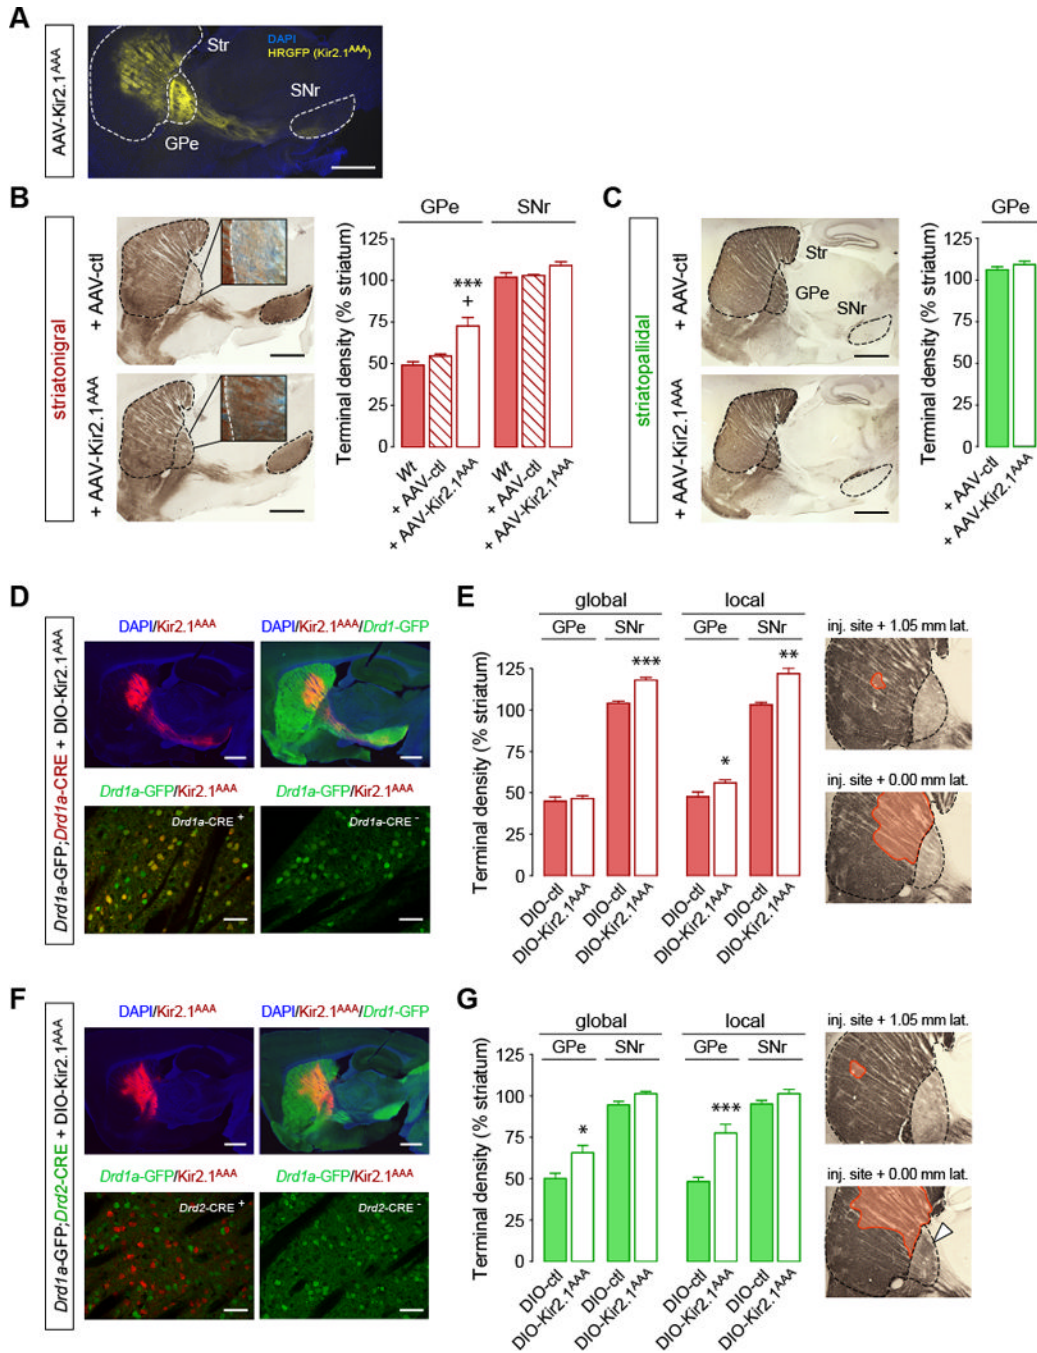 A
AAV-Kir2.1AAA
DAPI
HRGFP (Kir2.1AAA)
Str
SNr
GPe
B
striatonigral
+ AAV-ctl
+ AAV-Kir2.1AAA
GPe SNr
Terminal density (% striatum)
125
100
75
50
25
0
***
+
Wt
+ AAV-ctl
+ AAV-Kir2.1AAA
Wt
+ AAV-ctl
+ AAV-Kir2.1AAA
C
striatopallidal
+ AAV-ctl
+ AAV-Kir2.1AAA
Str
GPe
SNr
GPe
Terminal density (% striatum)
125
100
75
50
25
0
+ AAV-ctl
+ AAV-Kir2.1AAA
D
Drd1a-GFP;Drd1a-CRE + DIO-Kir2.1AAA
DAPI/Kir2.1AAA DAPI/Kir2.1AAA/Drd1-GFP
Drd1a-GFP/Kir2.1AAA Drd1a-GFP/Kir2.1AAA
Drd1a-CRE + Drd1a-CRE -
E
global local
GPe SNr GPe SNr
Terminal density (% striatum)
125
100
75
50
25
0
***
*
**
DIO-ctl
DIO-Kir2.1AAA
DIO-ctl
DIO-Kir2.1AAA
DIO-ctl
DIO-Kir2.1AAA
DIO-ctl
DIO-Kir2.1AAA
inj. site + 1.05 mm lat.
inj. site + 0.00 mm lat.
F
Drd1a-GFP;Drd2-CRE + DIO-Kir2.1AAA
DAPI/Kir2.1AAA DAPI/Kir2.1AAA/Drd1-GFP
Drd1a-GFP/Kir2.1AAA Drd1a-GFP/Kir2.1AAA
Drd2-CRE + Drd2-CRE -
G
global local
GPe SNr GPe SNr
Terminal density (% striatum)
125
100
75
50
25
0
*
***
DIO-ctl
DIO-Kir2.1AAA
DIO-ctl
DIO-Kir2.1AAA
DIO-ctl
DIO-Kir2.1AAA
DIO-ctl
DIO-Kir2.1AAA
inj. site + 1.05 mm lat.
inj. site + 0.00 mm lat.